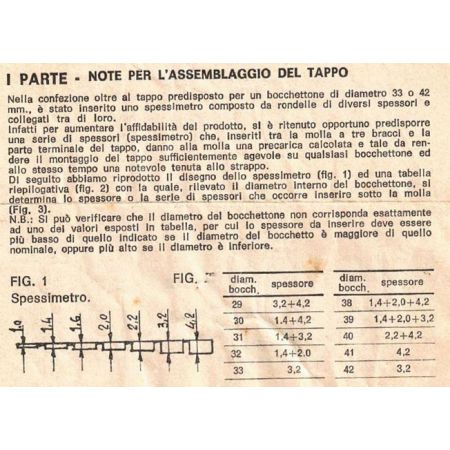 I PARTE - NOTE PER L'ASSEMBLAGGIO DEL TAPPO
Nella confezione oltre al tappo predisposto per un bocchettone di diametro 33 o 42
mm., è stato inserito uno spessimetro composto da rondelle di diversi spessori e
collegati tra di loro.
Infatti per aumentare l'affidabilità del prodotto, si è ritenuto opportuno predisporre
una serie di spessori (spessimetro) che, inseriti tra la molla a tre bracci e la
parte terminale del tappo, danno alla molla una precarica calcolata e tale da ren-
dere il montaggio del tappo sufficientemente agevole su qualsiasi bocchettone ed
allo stesso tempo una notevole tenuta allo strappo.
Di seguito abbiamo riprodotto il disegno dello spessimetro (fig. 1) ed una tabella
riepilogativa (fig. 2) con la quale, rilevato il diametro interno del bocchettone, si
determina lo spessore o la serie di spessori che occorre inserire sotto la molla
(Fig. 3).
N.B.: Si può verificare che il diametro del bocchettone non corrisponda esattamente
ad uno dei valori esposti in tabella, per cui lo spessore da inserire deve essere
più basso di quello indicato se il diametro del bocchettone è maggiore di quello
nominale, oppure più alto se il diametro è inferiore.
FIG. 1
Spessimetro.
1,0 1,4 1,6 2,0 2,2 3,2 4,2
FIG.
diam. bocch. spessore diam. bocch. spessore
29 3,2+4,2 38 1,4+2,0+4,2
30 1,4+4,2 39 1,4+2,0+3,2
31 1,4+3,2 40 2,2+4,2
32 1,4+2.0 41 4,2
33 3,2 42 3,2